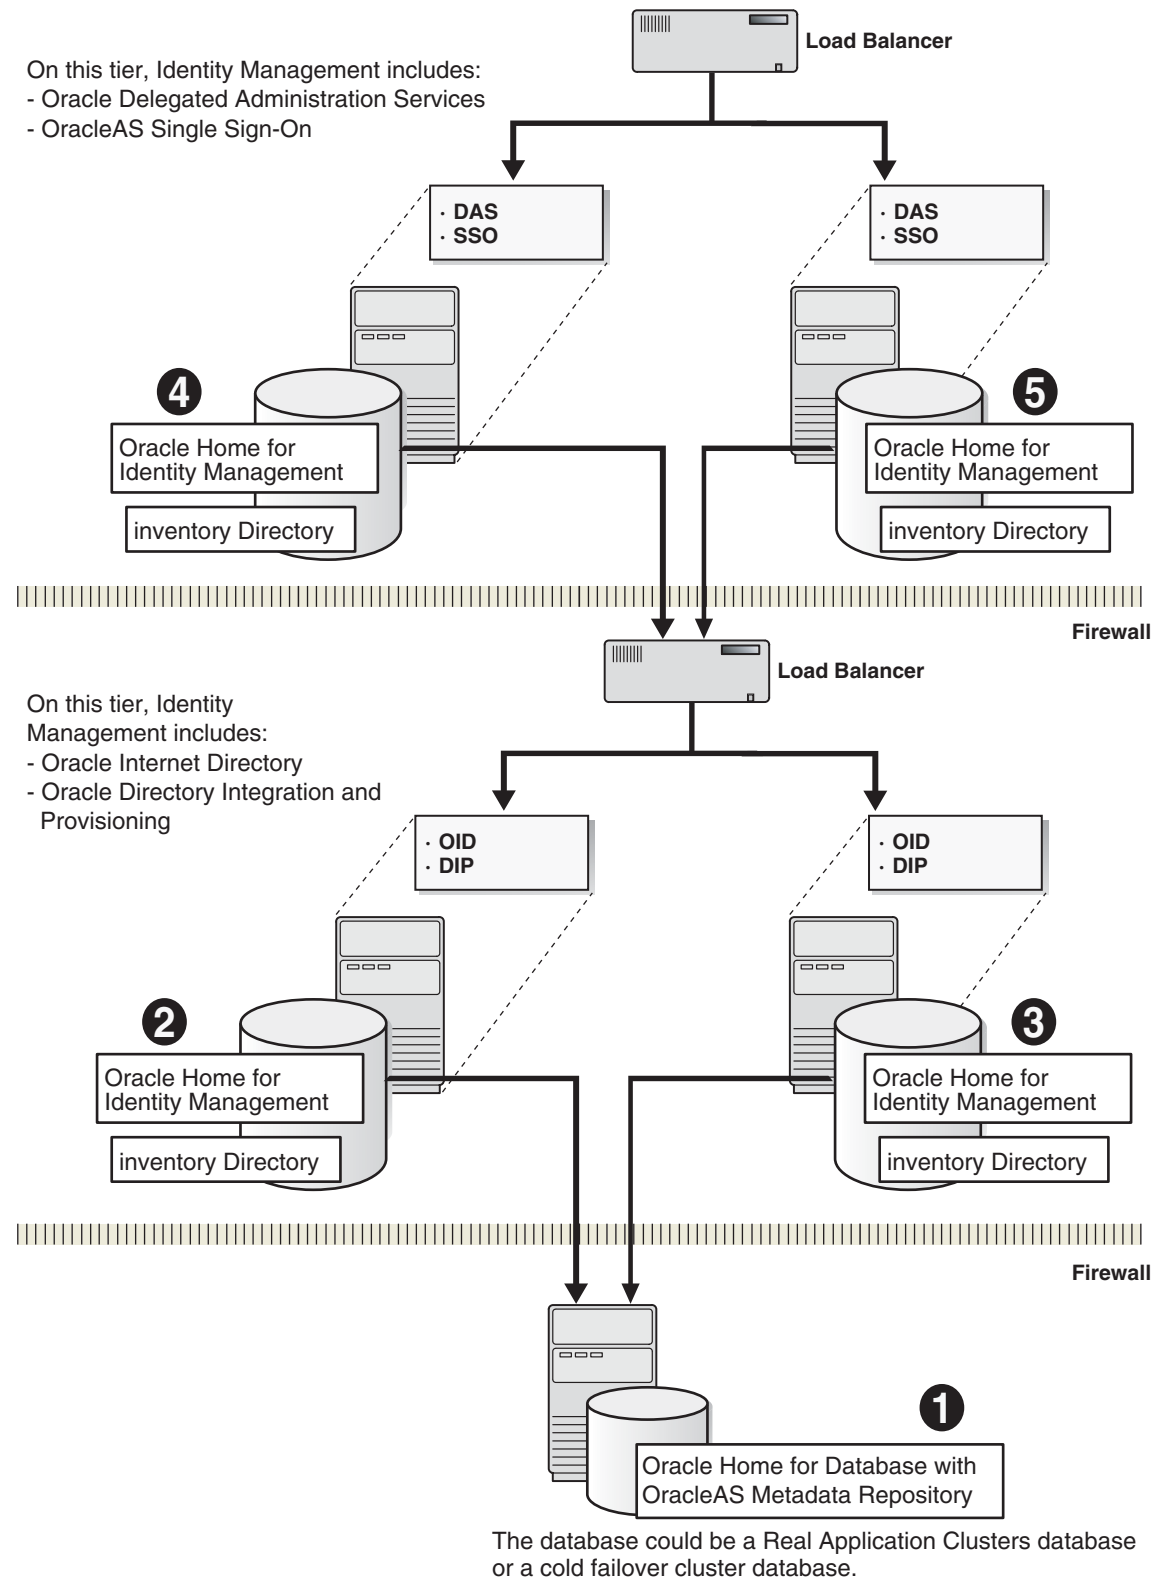 Load Balancer
On this tier, Identity Management includes:
- Oracle Delegated Administration Services
- OracleAS Single Sign-On
· DAS
· SSO
· DAS
· SSO
4
Oracle Home for
Identity Management
inventory Directory
5
Oracle Home for
Identity Management
inventory Directory
Firewall
Load Balancer
On this tier, Identity
Management includes:
- Oracle Internet Directory
- Oracle Directory Integration and
Provisioning
· OID
· DIP
· OID
· DIP
2
Oracle Home for
Identity Management
inventory Directory
3
Oracle Home for
Identity Management
inventory Directory
Firewall
1
Oracle Home for Database with
OracleAS Metadata Repository
The database could be a Real Application Clusters database
or a cold failover cluster database.